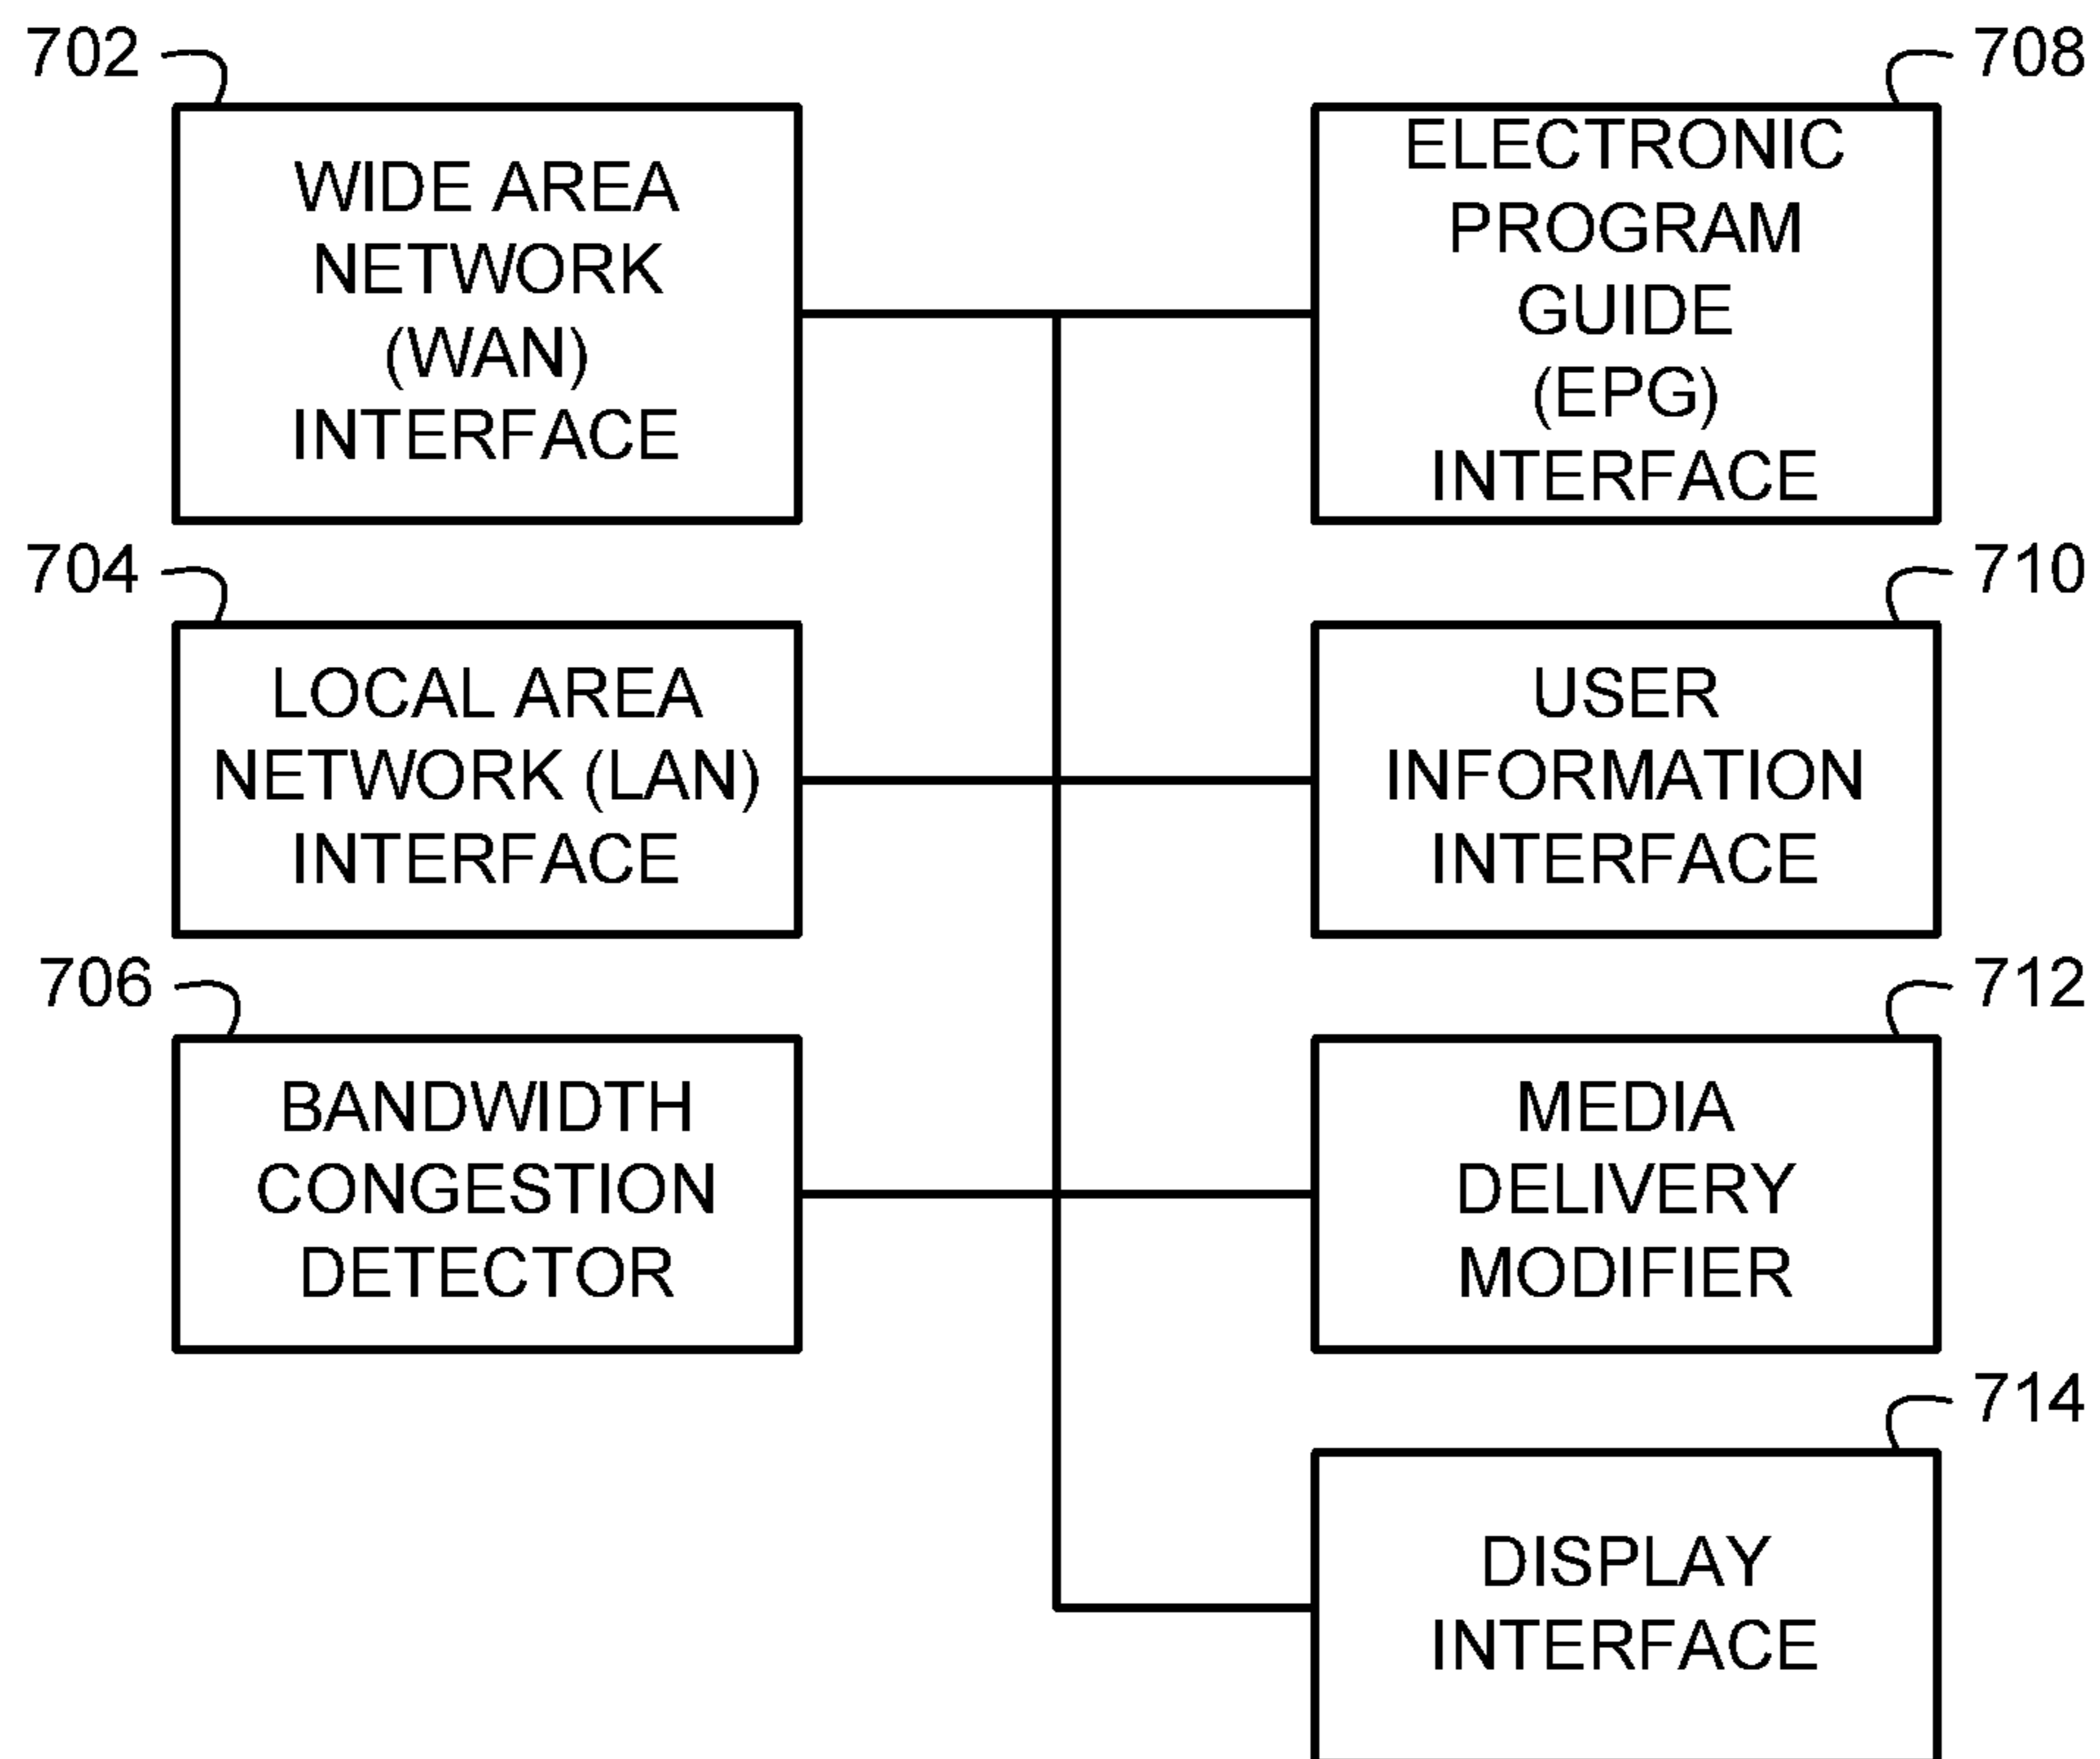 702
WIDE AREA
NETWORK
(WAN)
INTERFACE
708
ELECTRONIC
PROGRAM
GUIDE
(EPG)
INTERFACE
704
LOCAL AREA
NETWORK (LAN)
INTERFACE
710
USER
INFORMATION
INTERFACE
706
BANDWIDTH
CONGESTION
DETECTOR
712
MEDIA
DELIVERY
MODIFIER
714
DISPLAY
INTERFACE